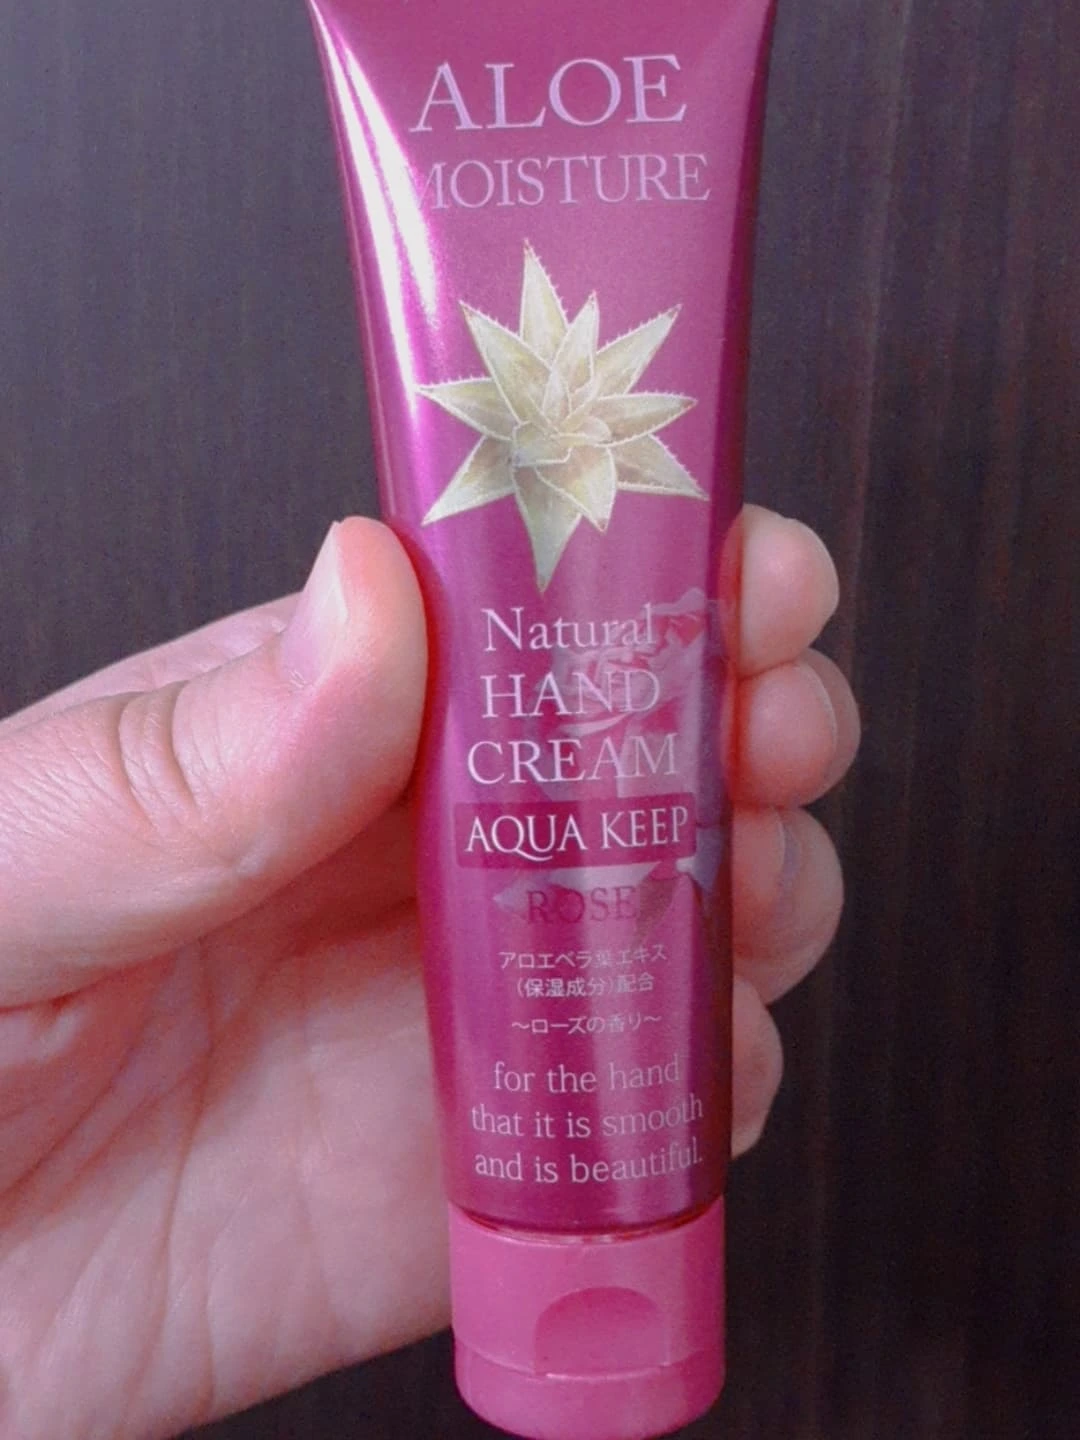 ALOE
MOISTURE
Natural
HAND
CREAM
AQUA KEEP
ROSE
アロエベラ葉エキス
（保湿成分）配合
～ローズの香り～
for the hand
that it is smooth
and is beautiful.